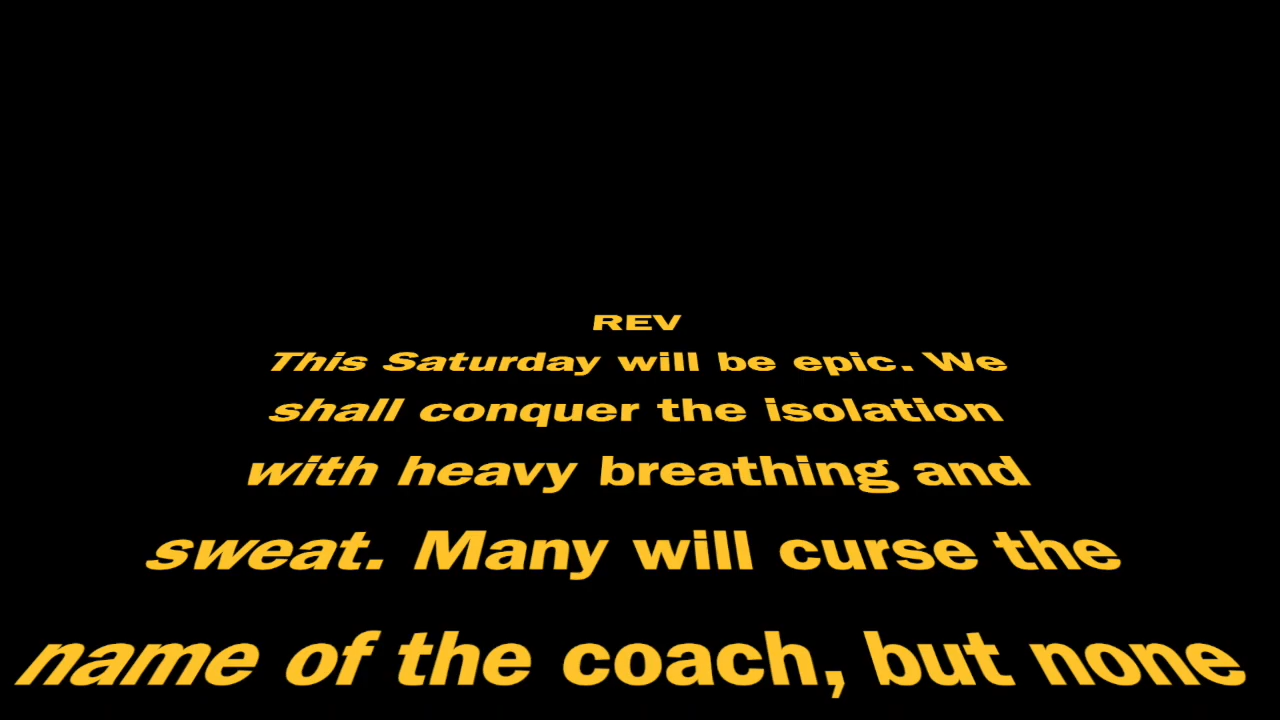 REV
This Saturday will be epic. We
shall conquer the isolation
with heavy breathing and
sweat. Many will curse the
name of the coach, but none